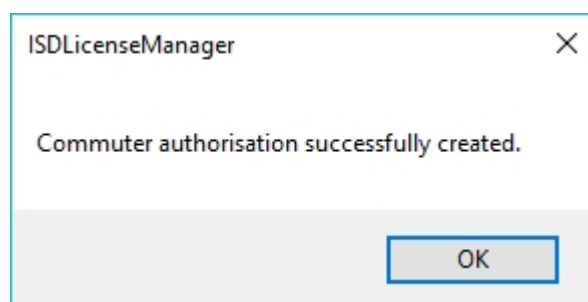 ISDLicenseManager
Commuter authorisation successfully created.
OK